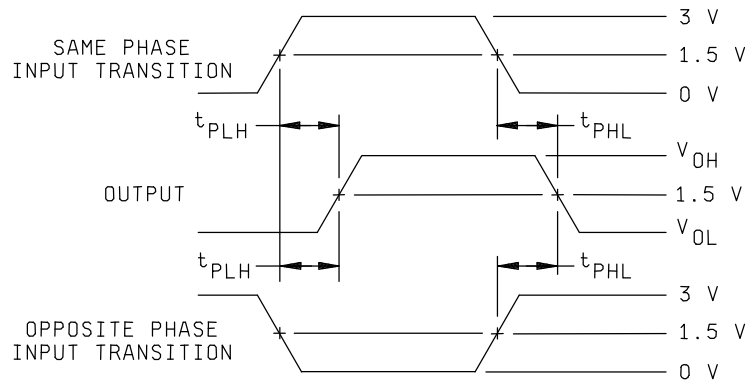 3 V
SAME PHASE
INPUT TRANSITION
1.5 V
0 V
tPLH
tPHL
VOH
OUTPUT
1.5 V
VOL
tPLH
tPHL
3 V
OPPOSITE PHASE
INPUT TRANSITION
1.5 V
0 V